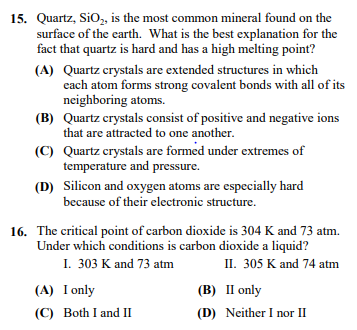 15. Quartz, SiO₂, is the most common mineral found on the
surface of the earth. What is the best explanation for the
fact that quartz is hard and has a high melting point?
(A) Quartz crystals are extended structures in which
each atom forms strong covalent bonds with all of its
neighboring atoms.
(B) Quartz crystals consist of positive and negative ions
that are attracted to one another.
(C) Quartz crystals are formed under extremes of
temperature and pressure.
(D) Silicon and oxygen atoms are especially hard
because of their electronic structure.
16. The critical point of carbon dioxide is 304 K and 73 atm.
Under which conditions is carbon dioxide a liquid?
I. 303 K and 73 atm II. 305 K and 74 atm
(A) I only (B) II only
(C) Both I and II (D) Neither I nor II